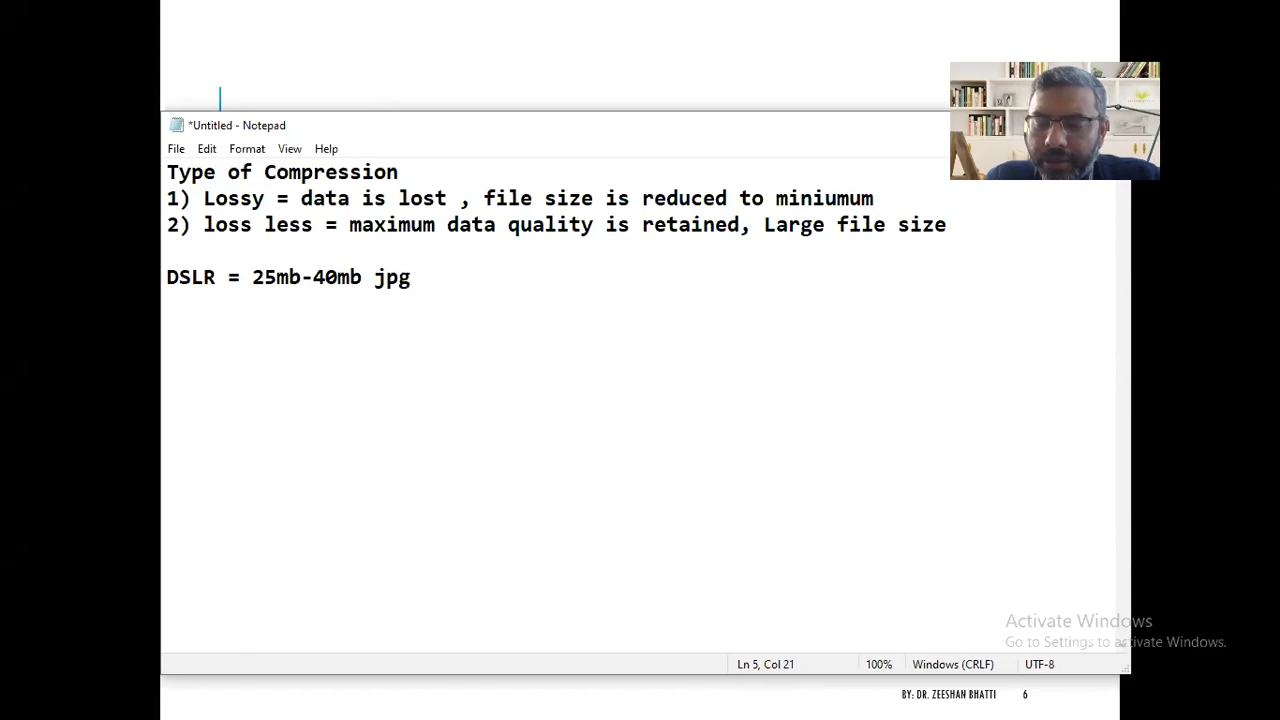 *Untitled - Notepad
File Edit Format View Help
Type of Compression
1) Lossy = data is lost , file size is reduced to miniumum
2) loss less = maximum data quality is retained, Large file size
DSLR = 25mb-40mb jpg
Activate Windows
Go to Settings to activate Windows.
Ln 5, Col 21 100% Windows (CRLF) UTF-8
BY: DR. ZEESHAN BHATTI 6